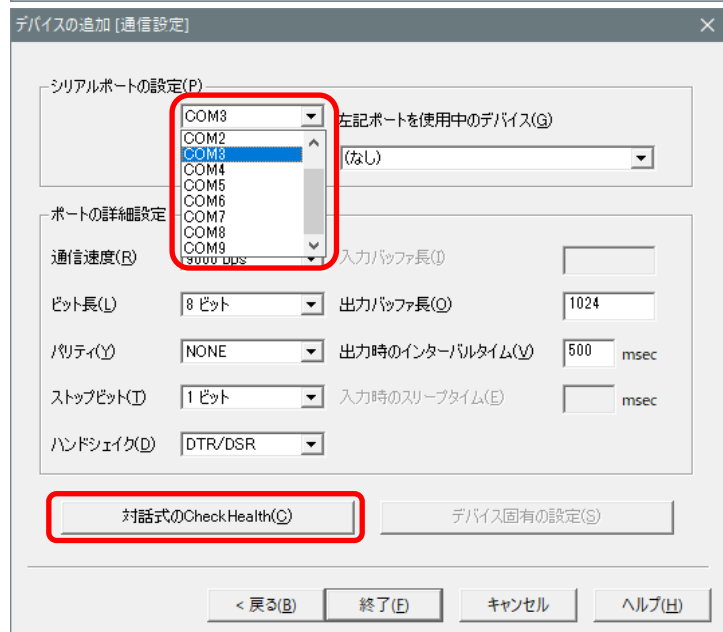 デバイスの追加 [通信設定]
シリアルポートの設定(P)
COM3
左記ポートを使用中のデバイス(G)
COM2
COM3
COM4
COM5
COM6
COM7
COM8
COM9
(なし)
ポートの詳細設定
通信速度(R)
入力バッファ長(I)
ビット長(L) 8 ビット 出力バッファ長(O) 1024
パリティ(Y) NONE 出力時のインターバルタイム(V) 500 msec
ストップビット(T) 1 ビット 入力時のスリープタイム(E) msec
ハンドシェイク(D) DTR/DSR
対話式のCheckHealth(C) デバイス固有の設定(S)
< 戻る(B) 終了(F) キャンセル ヘルプ(H)